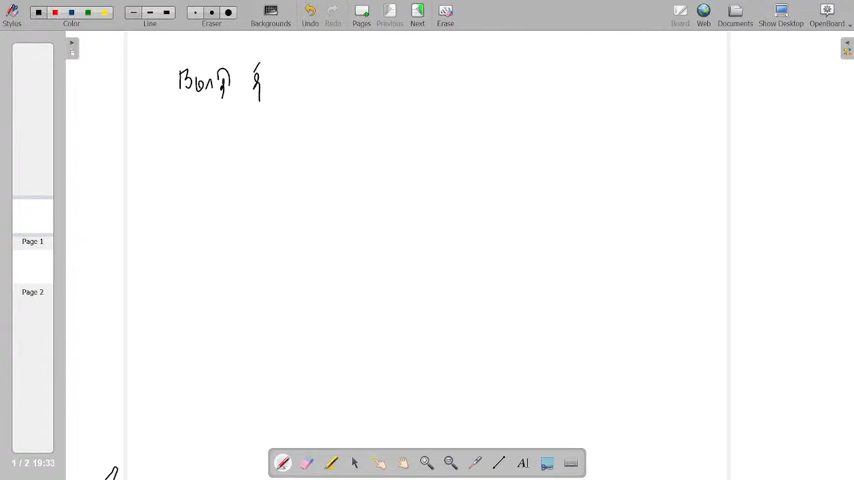 Stylus
Color
Line
Eraser
Backgrounds
Undo
Redo
Pages
Previous
Next
Erase
Board
Web
Documents
Show Desktop
OpenBoard
Page 1
Page 2
1 / 2 19:33